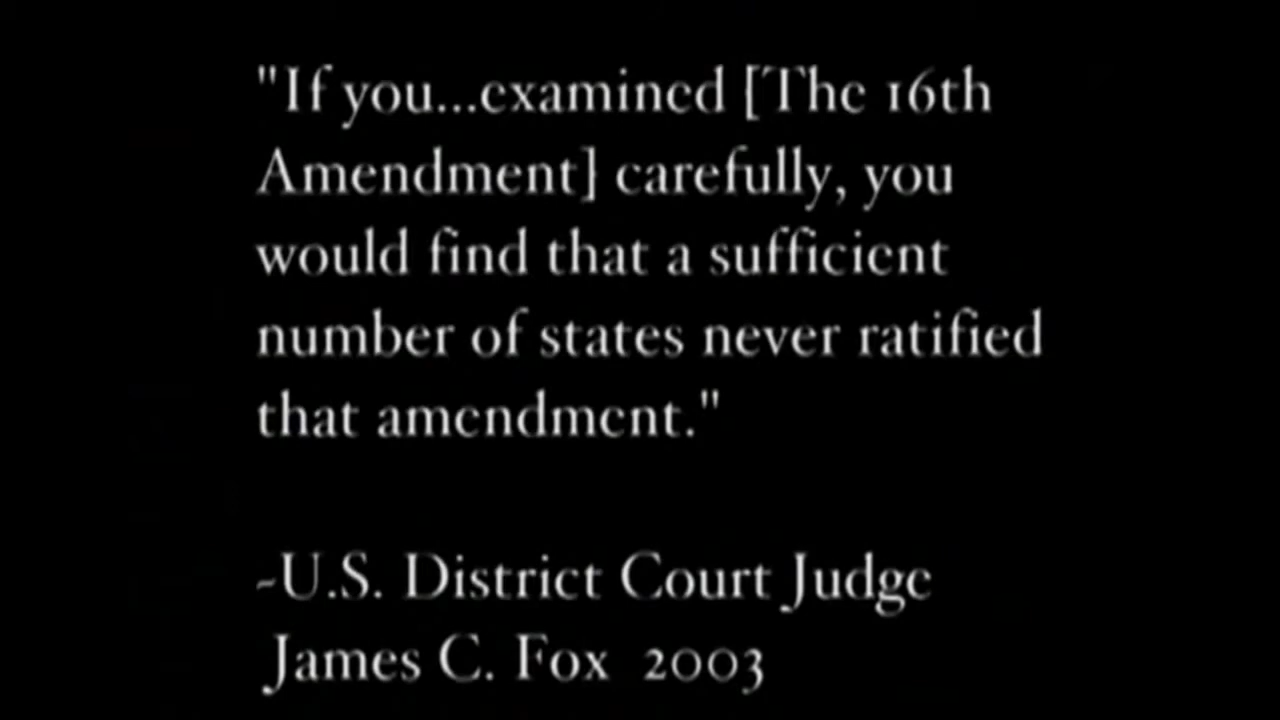 "If you...examined [The 16th
Amendment] carefully, you
would find that a sufficient
number of states never ratified
that amendment."
-U.S. District Court Judge
James C. Fox 2003